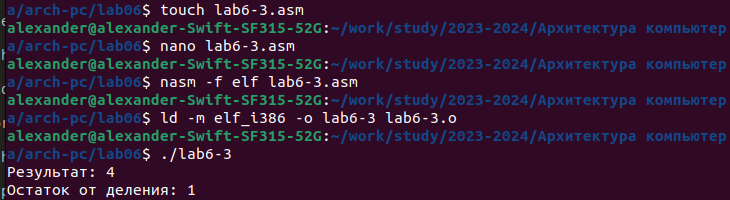 a/arch-pc/lab06$ touch lab6-3.asm
alexander@alexander-Swift-SF315-52G:~/work/study/2023-2024/Архитектура компьютер
a/arch-pc/lab06$ nano lab6-3.asm
alexander@alexander-Swift-SF315-52G:~/work/study/2023-2024/Архитектура компьютер
a/arch-pc/lab06$ nasm -f elf lab6-3.asm
alexander@alexander-Swift-SF315-52G:~/work/study/2023-2024/Архитектура компьютер
a/arch-pc/lab06$ ld -m elf_i386 -o lab6-3 lab6-3.o
alexander@alexander-Swift-SF315-52G:~/work/study/2023-2024/Архитектура компьютер
a/arch-pc/lab06$ ./lab6-3
Результат: 4
Остаток от деления: 1